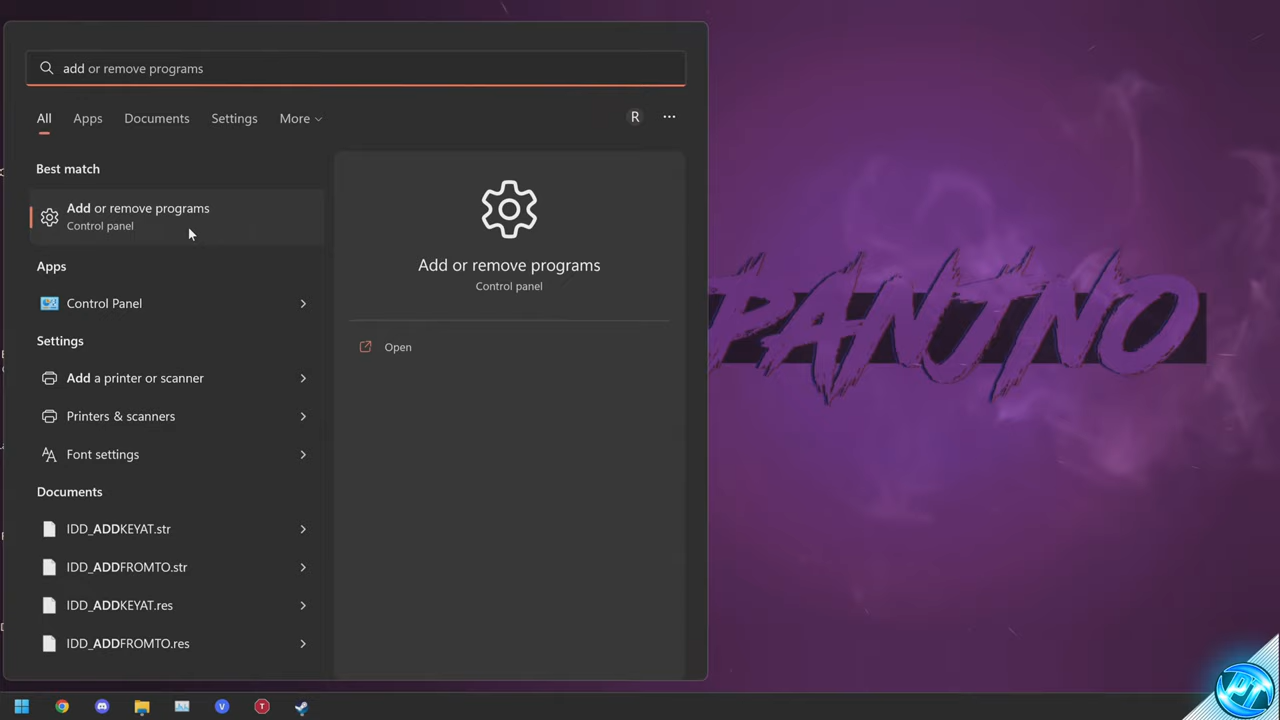 add or remove programs
All Apps Documents Settings More R ...
Best match
Add or remove programs
Control panel
Apps
Control Panel
Settings
Add a printer or scanner
Printers & scanners
Font settings
Documents
IDD_ADDKEYAT.str
IDD_ADDFROMTO.str
IDD_ADDKEYAT.res
IDD_ADDFROMTO.res
Add or remove programs
Control panel
Open
PANJNO
V
T
PT